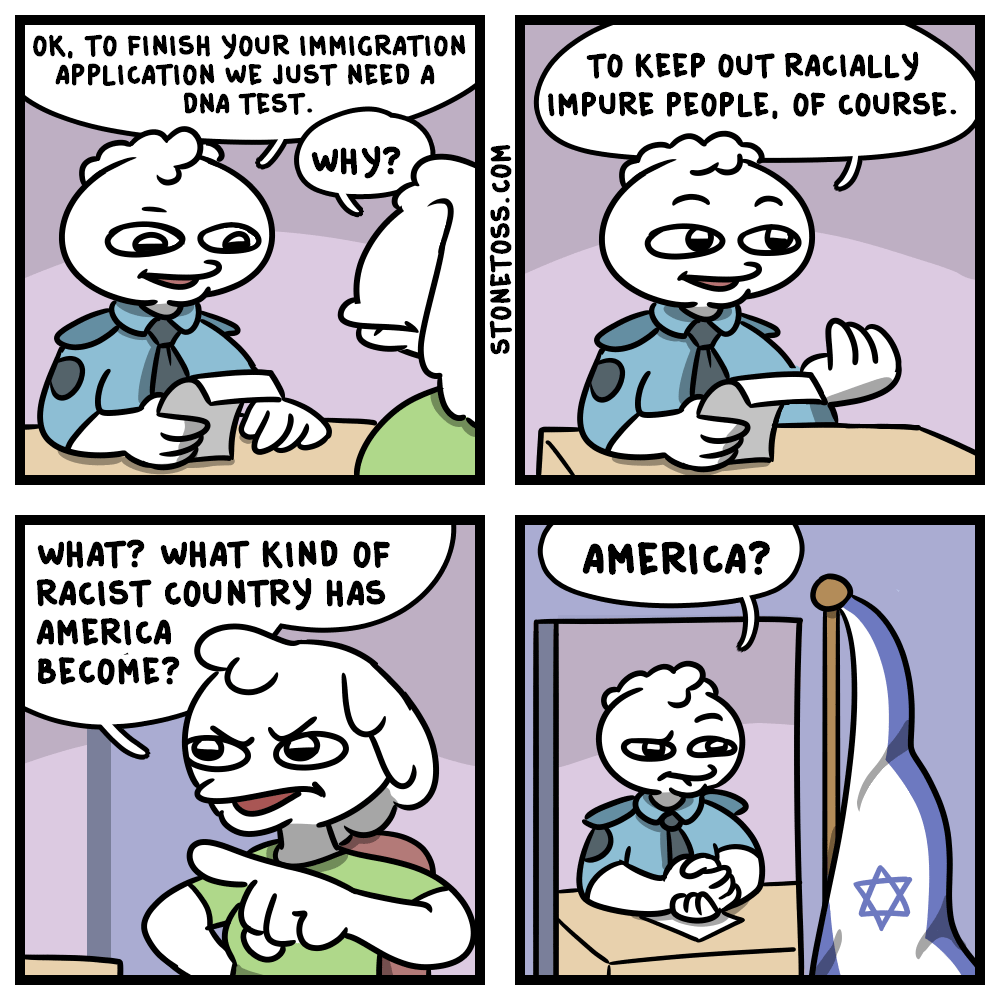 OK, TO FINISH YOUR IMMIGRATION
APPLICATION WE JUST NEED A
DNA TEST.
WHY?
STONETOSS.COM
TO KEEP OUT RACIALLY
IMPURE PEOPLE, OF COURSE.
WHAT? WHAT KIND OF
RACIST COUNTRY HAS
AMERICA
BECOME?
AMERICA?